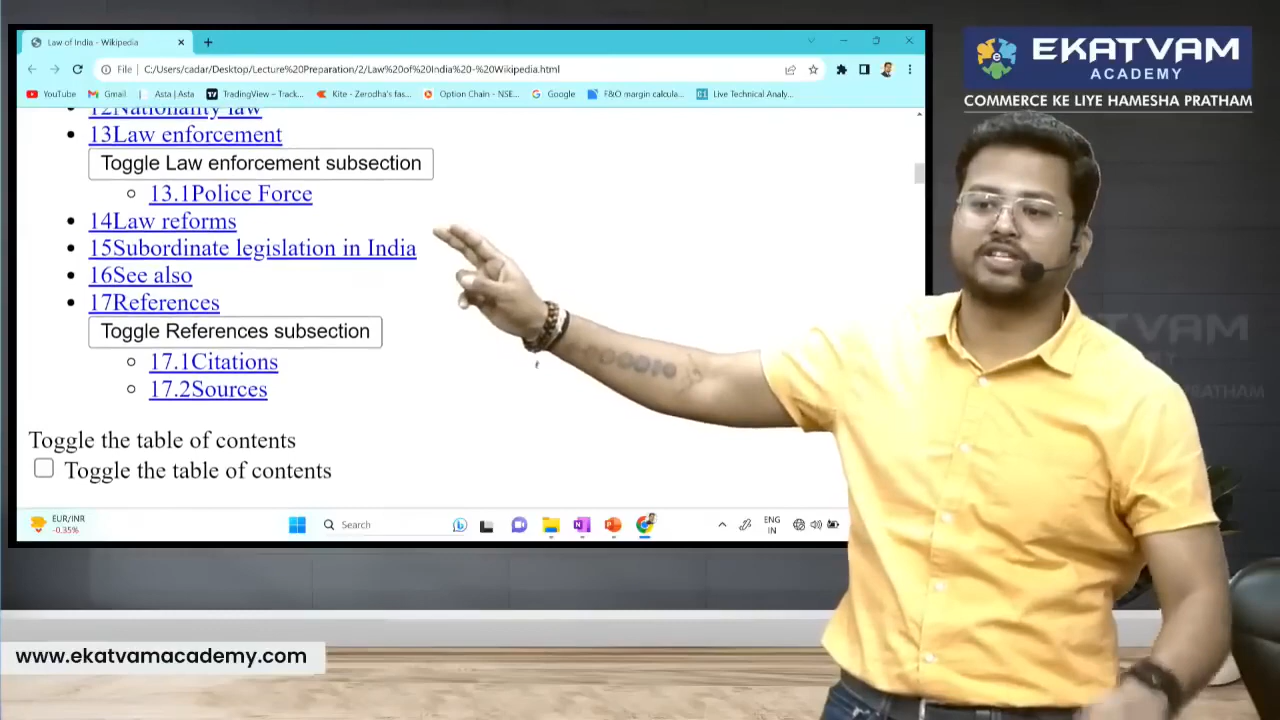 Law of India - Wikipedia
File C:/Users/cadar/Desktop/Lecture%20Preparation/2/Law%20of%20India%20-%20Wikipedia.html
YouTube Gmail Asta | Asta TradingView – Track... Kite - Zerodha's fas... Option Chain - NSE... Google F&O margin calcula... Live Technical Analy...
12Nationality law
13Law enforcement
Toggle Law enforcement subsection
13.1Police Force
14Law reforms
15Subordinate legislation in India
16See also
17References
Toggle References subsection
17.1Citations
17.2Sources
Toggle the table of contents
Toggle the table of contents
EUR/INR
-0.35%
Search
ENG
IN
EKATVAM
ACADEMY
COMMERCE KE LIYE HAMESHA PRATHAM
www.ekatvamacademy.com